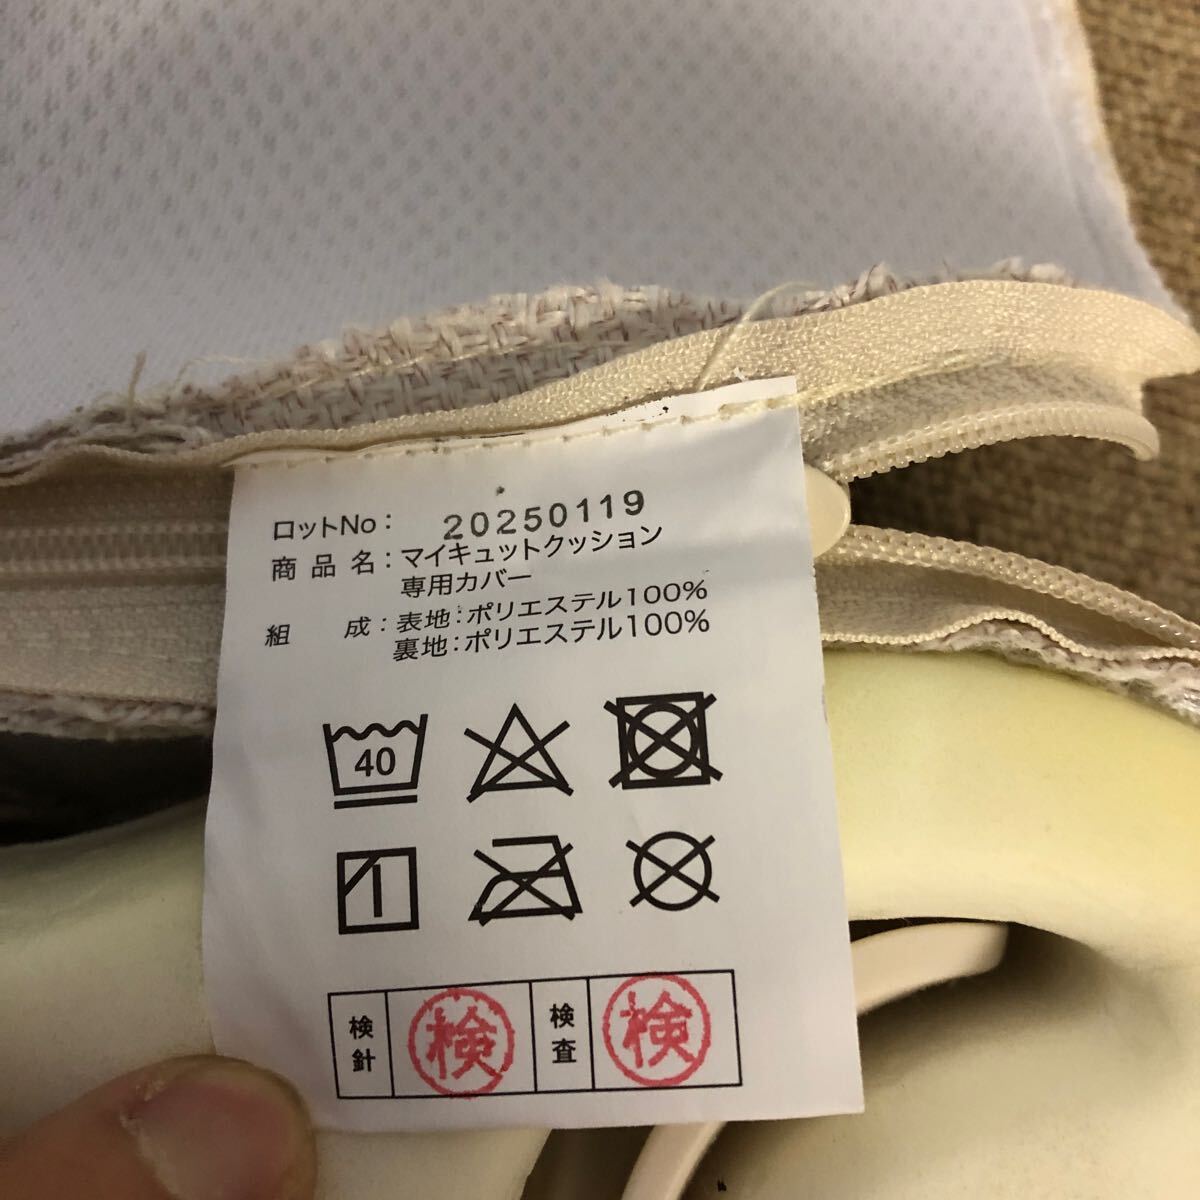 ロットNo： 20250119
商品名：マイキュットクッション
専用カバー
組　成：表地：ポリエステル100%
裏地：ポリエステル100%
40
検針 検 検査 検